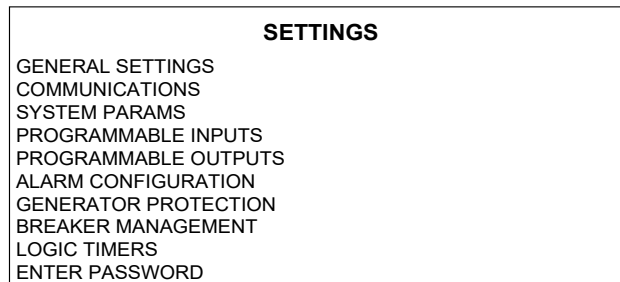 SETTINGS
GENERAL SETTINGS
COMMUNICATIONS
SYSTEM PARAMS
PROGRAMMABLE INPUTS
PROGRAMMABLE OUTPUTS
ALARM CONFIGURATION
GENERATOR PROTECTION
BREAKER MANAGEMENT
LOGIC TIMERS
ENTER PASSWORD